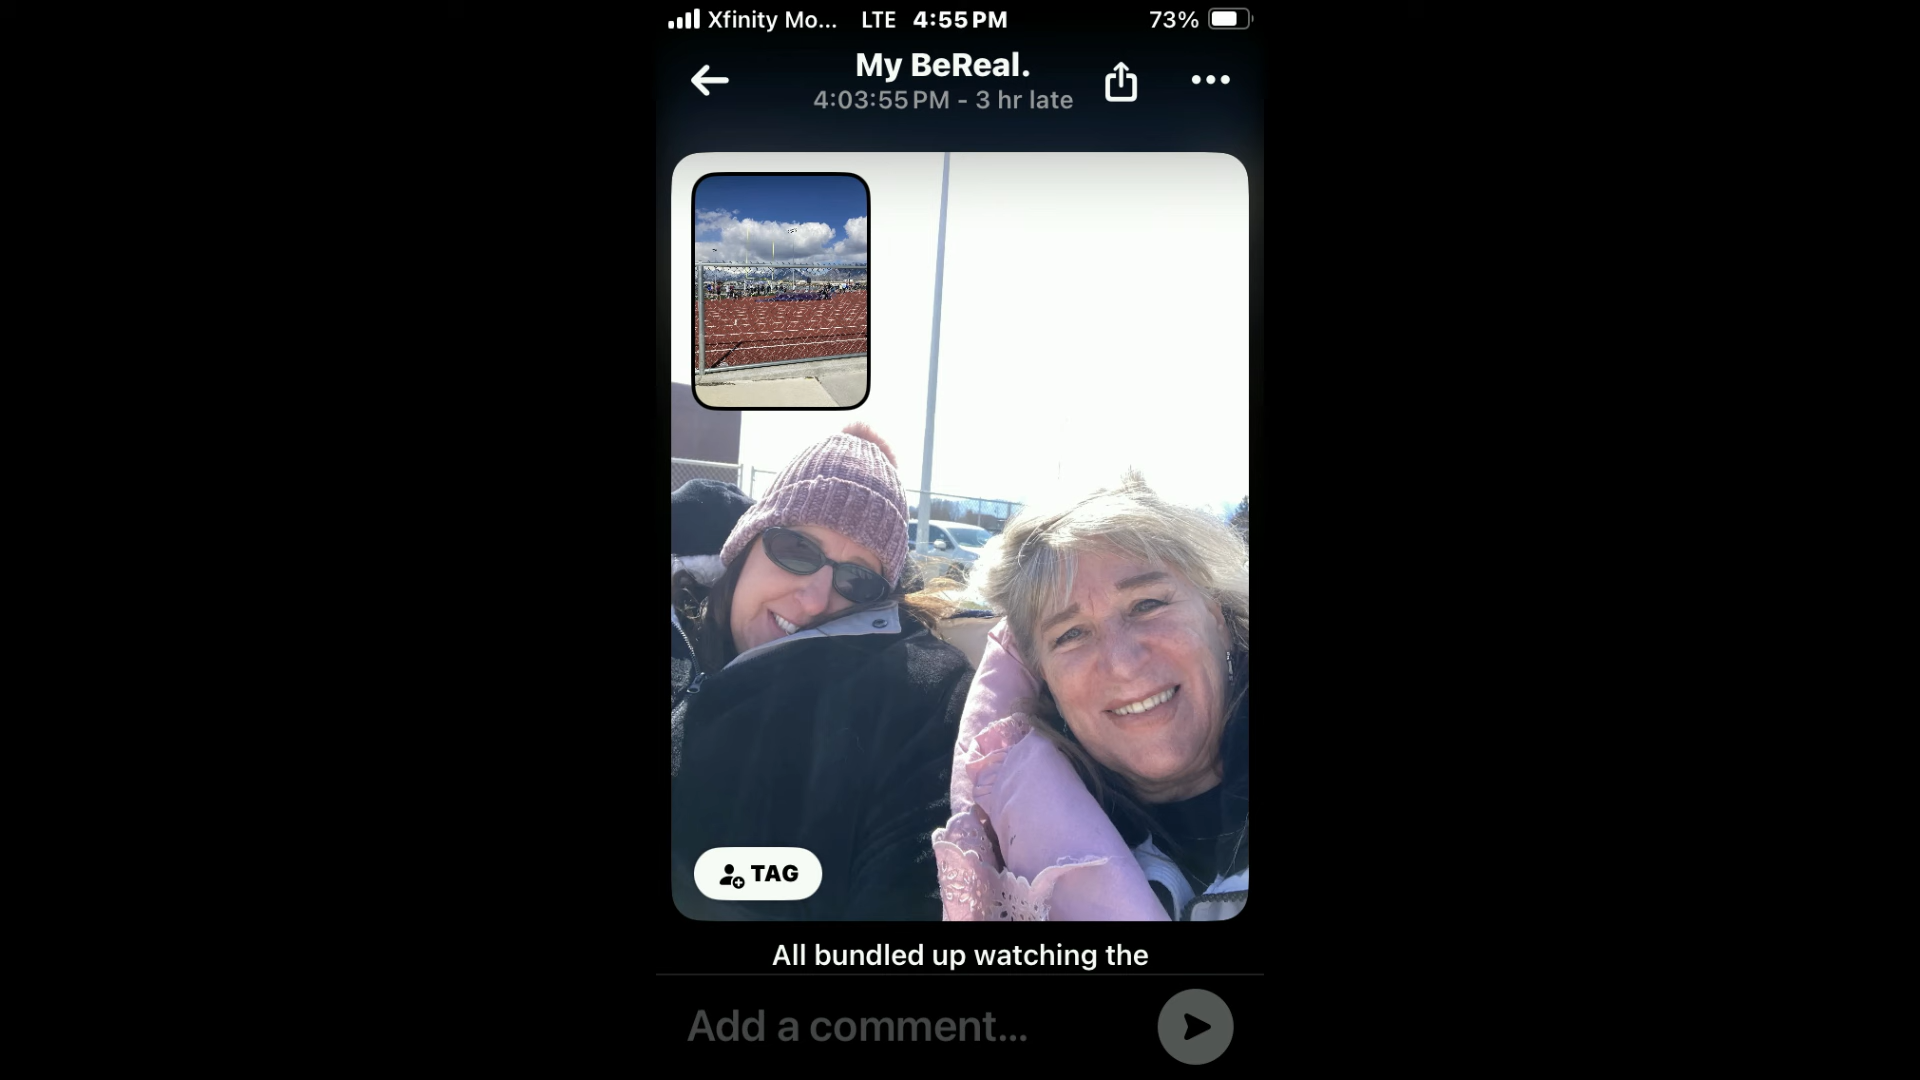 Xfinity Mo... LTE 4:55 PM 73%
My BeReal.
4:03:55 PM - 3 hr late
TAG
All bundled up watching the
Add a comment...